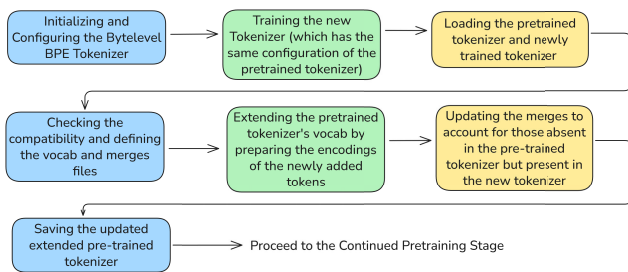 Initializing and
Configuring the Bytelevel
BPE Tokenizer
Training the new
Tokenizer (which has the
same configuration of the
pretrained tokenizer)
Loading the pretrained
tokenizer and newly
trained tokenizer
Checking the
compatibility and defining
the vocab and merges
files
Extending the pretrained
tokenizer's vocab by
preparing the encodings
of the newly added
tokens
Updating the merges to
account for those absent
in the pre-trained
tokenizer but present in
the new tokenizer
Saving the updated
extended pre-trained
tokenizer
Proceed to the Continued Pretraining Stage